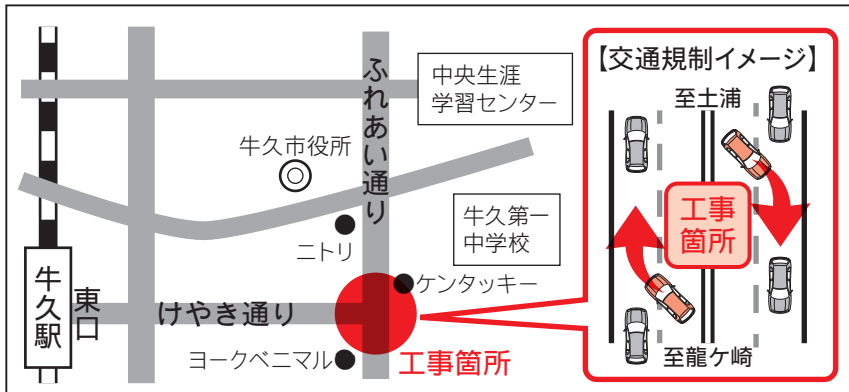 ふれあい通り
中央生涯
学習センター
牛久市役所
ニトリ
牛久第一
中学校
牛久駅
東口
けやき通り
ケンタッキー
ヨークベニマル
工事箇所
【交通規制イメージ】
至土浦
工事
箇所
至龍ケ崎